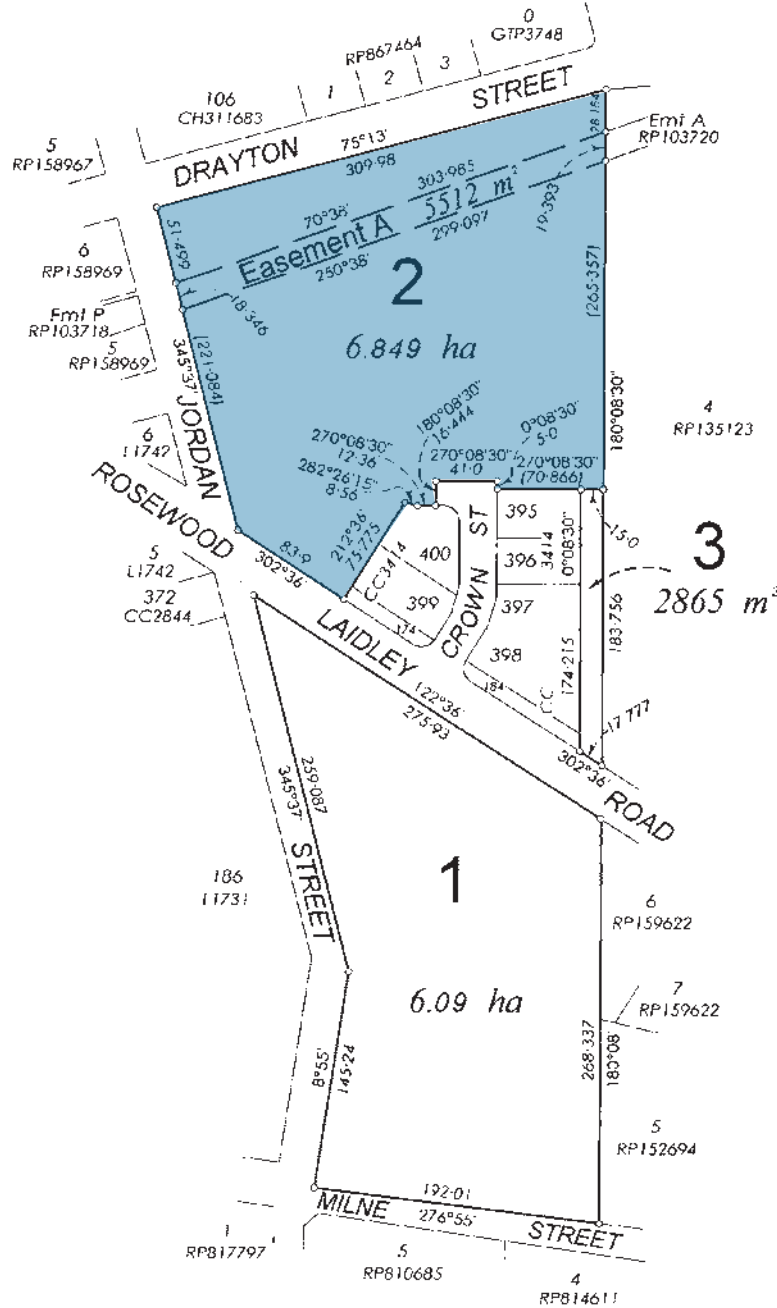 0
GTP3748
RP867464
3
2
1
106
CH311683
STREET
DRAYTON
75°13'
309·98
5
RP158967
28·184
Emt A
RP103720
303·985
70°38'
Easement A 5512 m²
299·097
250°38'
19·393
51·499
6
RP158969
18·346
2
6.849 ha
(265·357)
Emt P
RP103718
5
RP158969
345°37'
(221·084)
JORDAN
180°08'30"
4
RP135123
180°08'30"
16·444
0°08'30"
5·0
270°08'30"
12·36
270°08'30"
41·0
270°08'30"
(70·866)
282°26'15"
8·56
6
L1742
ROSEWOOD
395
15·0
400
CROWN ST
3414
0°08'30"
3
2865 m²
212°36'
75·775
CC3414
396
83·9
302°36'
5
L1742
372
CC2844
399
397
174
398
LAIDLEY
184
CC
174·215
183·756
17·777
122°36'
275·93
302°36'
ROAD
259·087
345°37'
STREET
186
L1731
1
6.09 ha
6
RP159622
7
RP159622
268·337
180°08'
8°55'
145·24
5
RP152694
192·01
MILNE
276°55'
STREET
1
RP817797
5
RP810685
4
RP814611